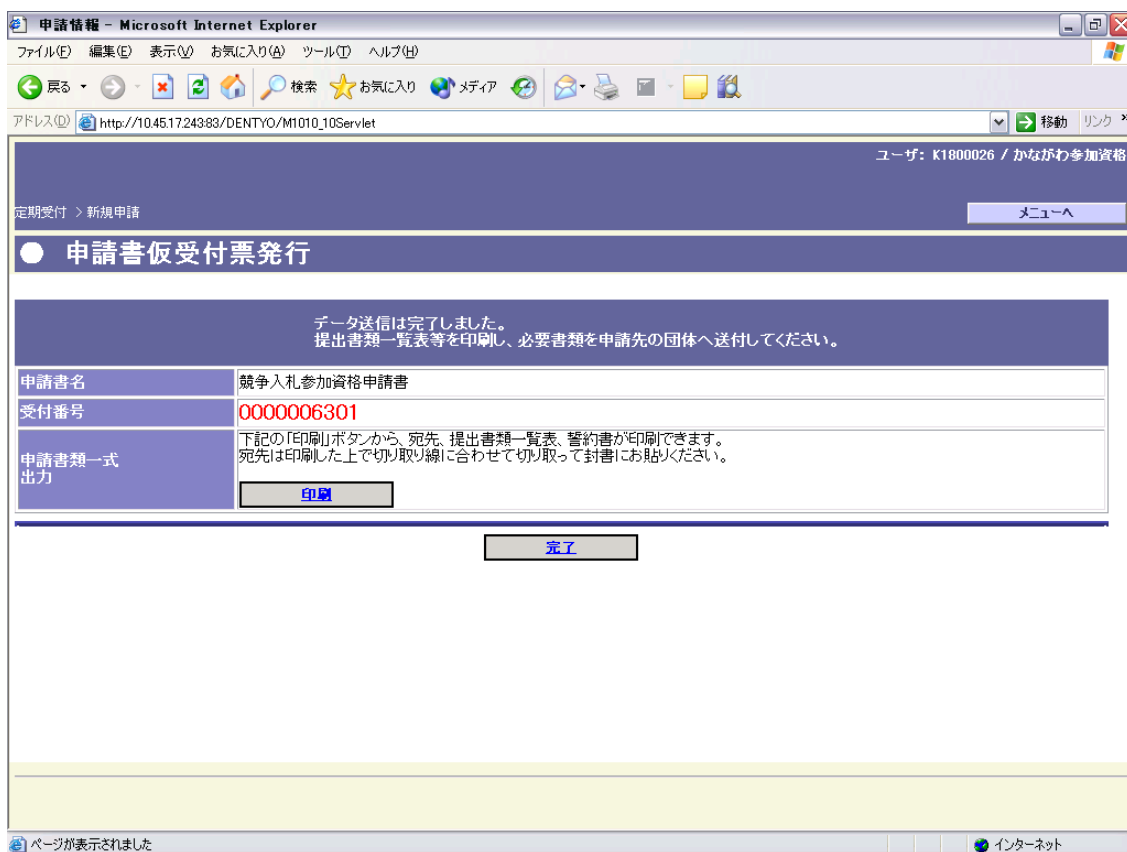 申請情報 - Microsoft Internet Explorer
ファイル(F) 編集(E) 表示(V) お気に入り(A) ツール(T) ヘルプ(H)
戻る 検索 お気に入り メディア
アドレス(D) http://10.45.17.243:83/DENTYO/M1010_10Servlet 移動 リンク »
ユーザ: K1800026 / かながわ参加資格
定期受付 > 新規申請 メニューへ
● 申請書仮受付票発行
データ送信は完了しました。
提出書類一覧表等を印刷し、必要書類を申請先の団体へ送付してください。
申請書名 競争入札参加資格申請書
受付番号 0000006301
申請書類一式
出力
下記の「印刷」ボタンから、宛先、提出書類一覧表、誓約書が印刷できます。
宛先は印刷した上で切り取り線に合わせて切り取って封書にお貼りください。
印刷
完了
ページが表示されました インターネット